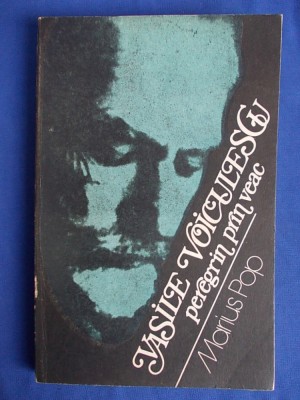 VASILE VOICULESCU
peregrin prin veac
Marius Pop